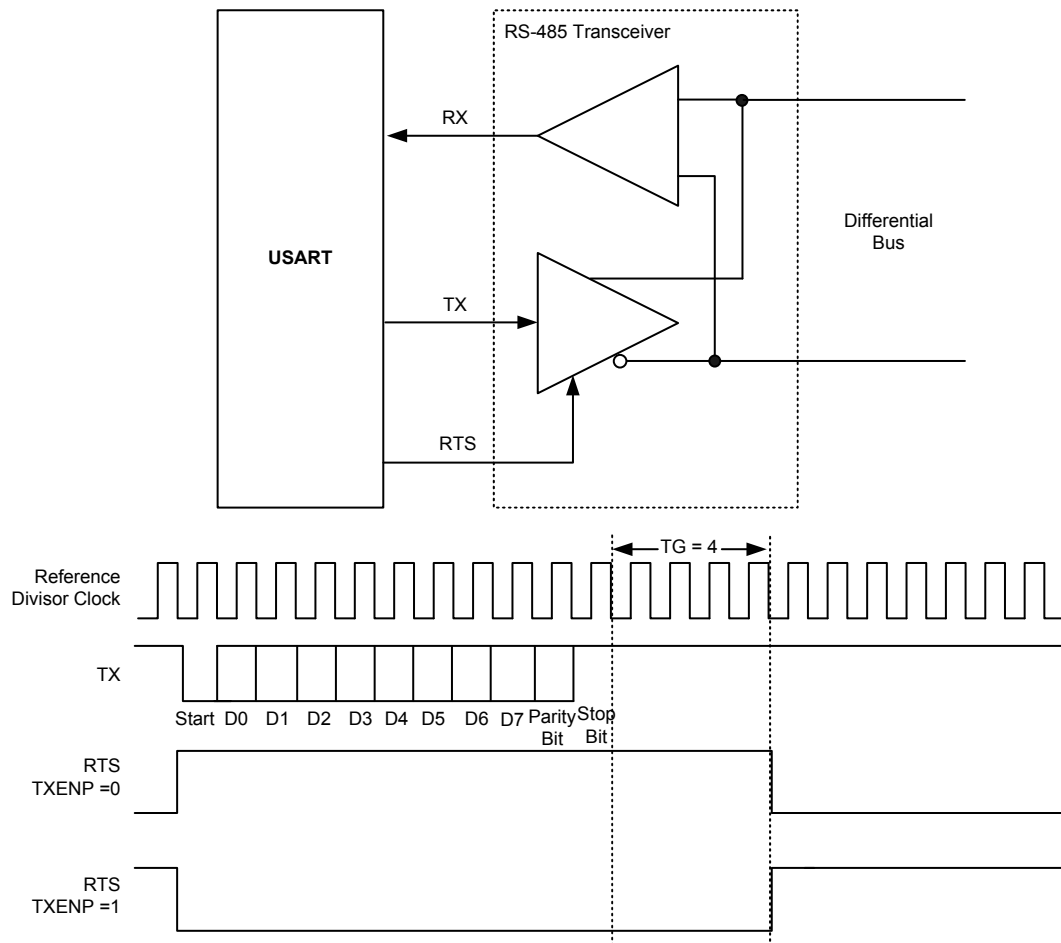 RS-485 Transceiver
RX
Differential
Bus
USART
TX
RTS
TG = 4
Reference
Divisor Clock
TX
Start D0 D1 D2 D3 D4 D5 D6 D7 Parity Stop
Bit Bit
RTS
TXENP =0
RTS
TXENP =1